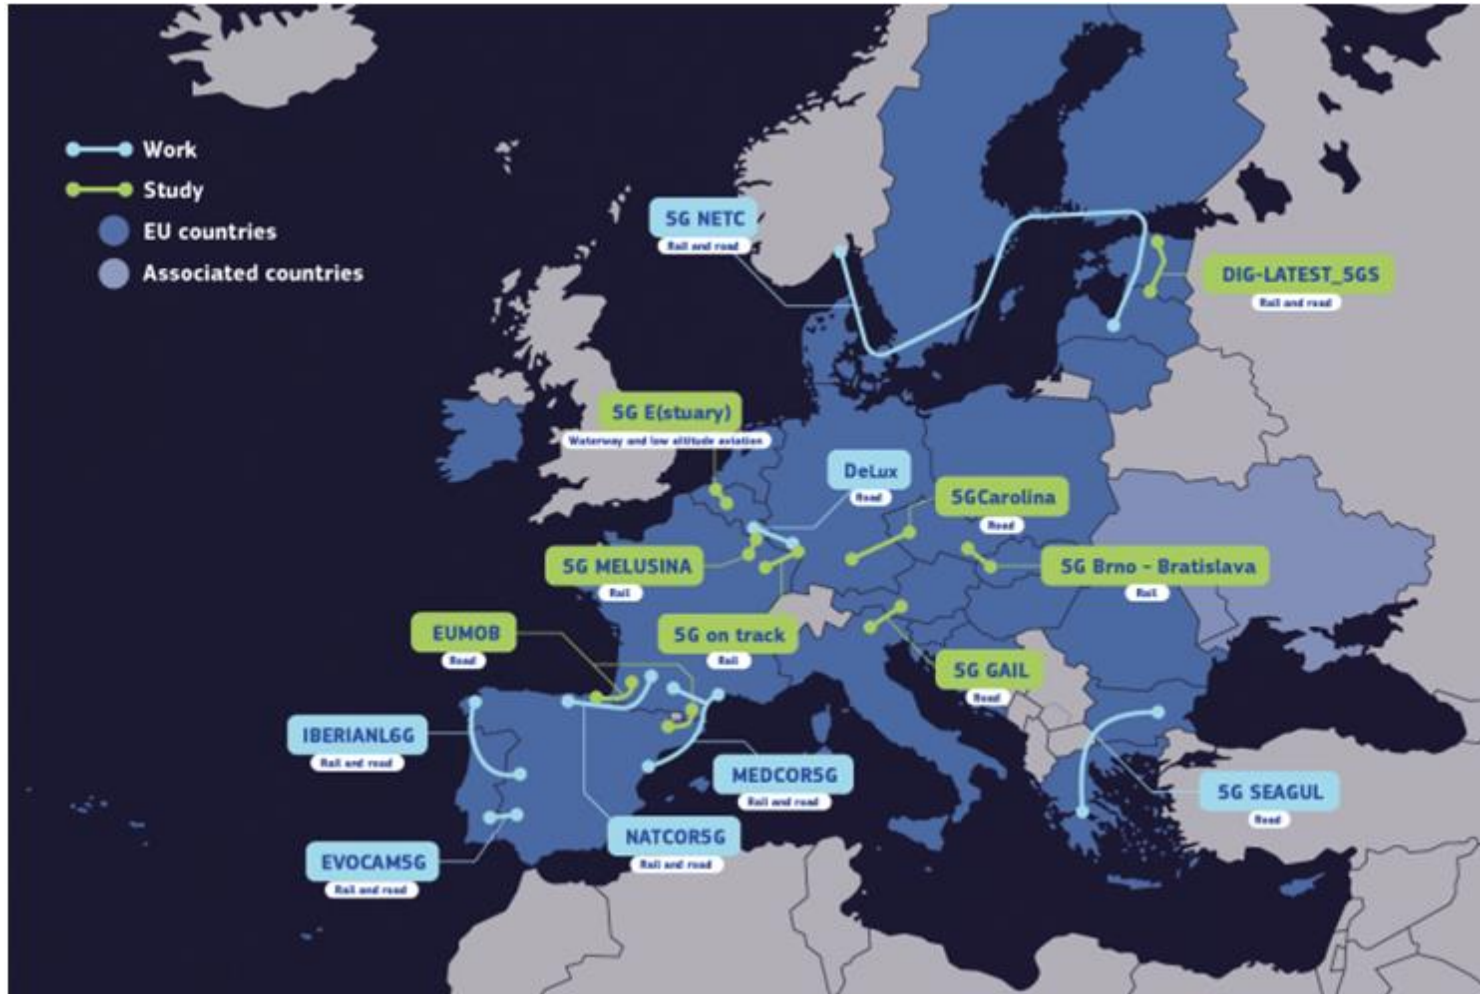 Work
Study
EU countries
Associated countries
5G NETC
Rail and road
DIG-LATEST_5GS
Rail and road
5G E(stuary)
Waterway and low altitude aviation
DeLux
Road
5GCarolina
Road
5G MELUSINA
Rail
5G Brno - Bratislava
Rail
EUMOB
Road
5G on track
Rail
5G GAIL
Road
IBERIANL6G
Rail and road
MEDCOR5G
Rail and road
5G SEAGUL
Road
NATCOR5G
Rail and road
EVOCAM5G
Rail and road